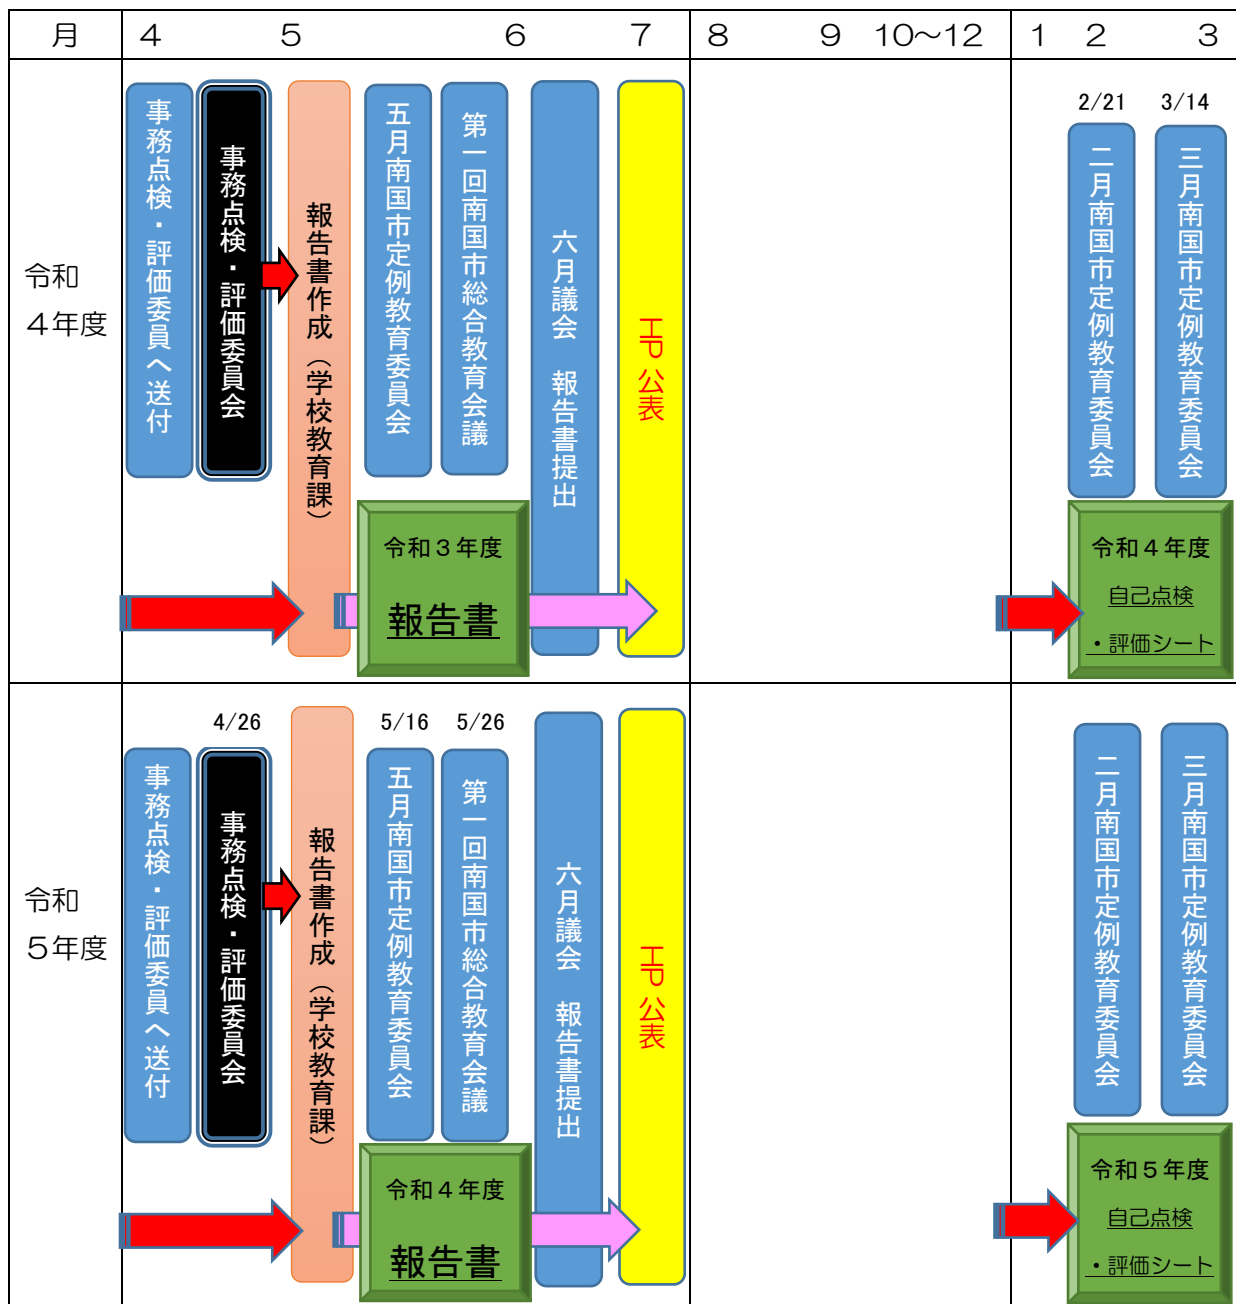 月 4 5 6 7 8 9 10～12 1 2 3
令和
４年度
事務点検・評価委員へ送付
事務点検・評価委員会
報告書作成（学校教育課）
五月南国市定例教育委員会
第一回南国市総合教育会議
六月議会 報告書提出
HP公表
令和３年度
報告書
2/21
3/14
二月南国市定例教育委員会
三月南国市定例教育委員会
令和４年度
自己点検
・評価シート
令和
５年度
事務点検・評価委員へ送付
4/26
事務点検・評価委員会
報告書作成（学校教育課）
5/16
五月南国市定例教育委員会
5/26
第一回南国市総合教育会議
六月議会 報告書提出
HP公表
令和４年度
報告書
二月南国市定例教育委員会
三月南国市定例教育委員会
令和５年度
自己点検
・評価シート